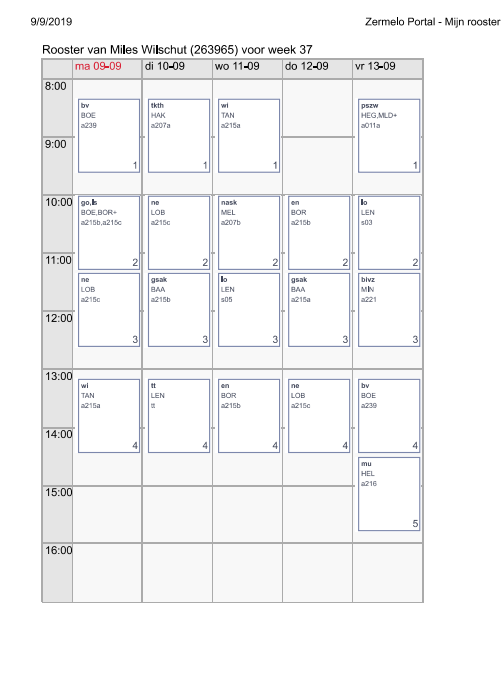 9/9/2019
Zermelo Portal - Mijn rooster
Rooster van Miles Wilschut (263965) voor week 37
ma 09-09 di 10-09 wo 11-09 do 12-09 vr 13-09
8:00
bv tkth wi pszw
BOE HAK TAN HEG,MLD+
a239 a207a a215a a011a
9:00
1 1 1 1
10:00
go,ls ne nask en lo
BOE,BOR+ LOB MEL BOR LEN
a215b,a215c a215c a207b a215b s03
11:00
2 2 2 2 2
ne gsak lo gsak bivz
LOB BAA LEN BAA MIN
a215c a215b s05 a215a a221
12:00
3 3 3 3 3
13:00
wi tt en ne bv
TAN LEN BOR LOB BOE
a215a tt a215b a215c a239
14:00
4 4 4 4 4
mu
HEL
a216
15:00
5
16:00